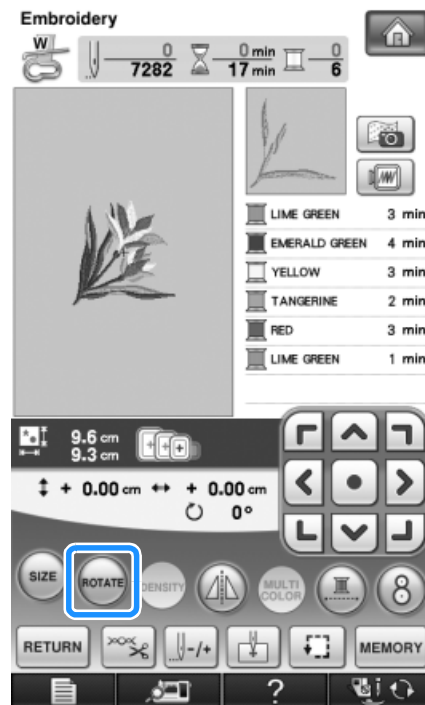 Embroidery
W
0 0 min 0
7282 17 min 6
LIME GREEN 3 min
EMERALD GREEN 4 min
YELLOW 3 min
TANGERINE 2 min
RED 3 min
LIME GREEN 1 min
9.6 cm
9.3 cm
+ 0.00 cm + 0.00 cm
0°
SIZE ROTATE DENSITY MULTI COLOR 8
RETURN -/+ MEMORY
?